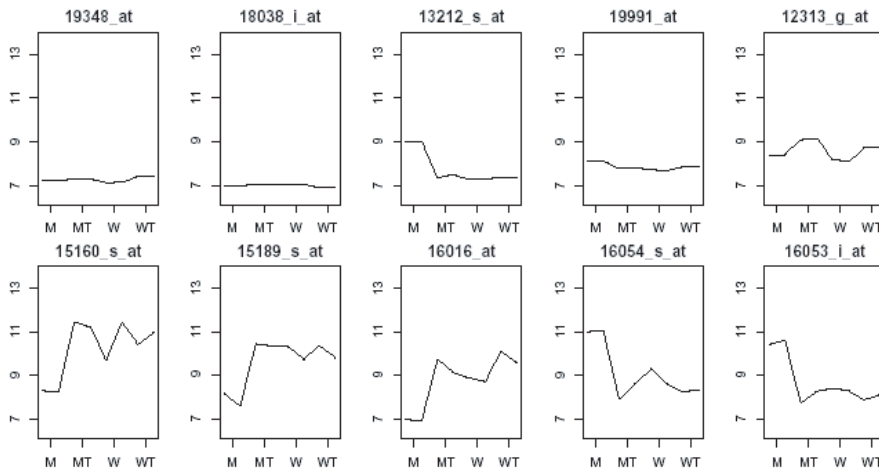 19348_at 18038_i_at 13212_s_at 19991_at 12313_g_at
13 13 13 13 13
11 11 11 11 11
9 9 9 9 9
7 7 7 7 7
M MT W WT M MT W WT M MT W WT M MT W WT M MT W WT
15160_s_at 15189_s_at 16016_at 16054_s_at 16053_i_at
13 13 13 13 13
11 11 11 11 11
9 9 9 9 9
7 7 7 7 7
M MT W WT M MT W WT M MT W WT M MT W WT M MT W WT